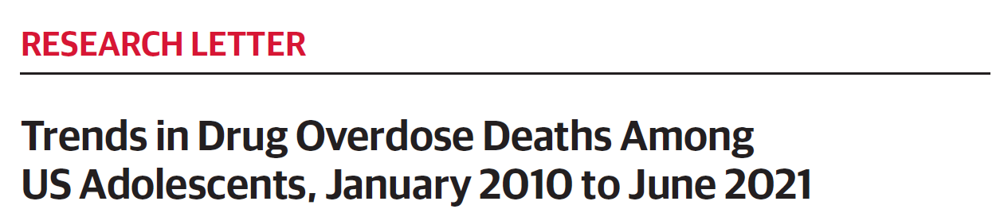 RESEARCH LETTER
Trends in Drug Overdose Deaths Among
US Adolescents, January 2010 to June 2021